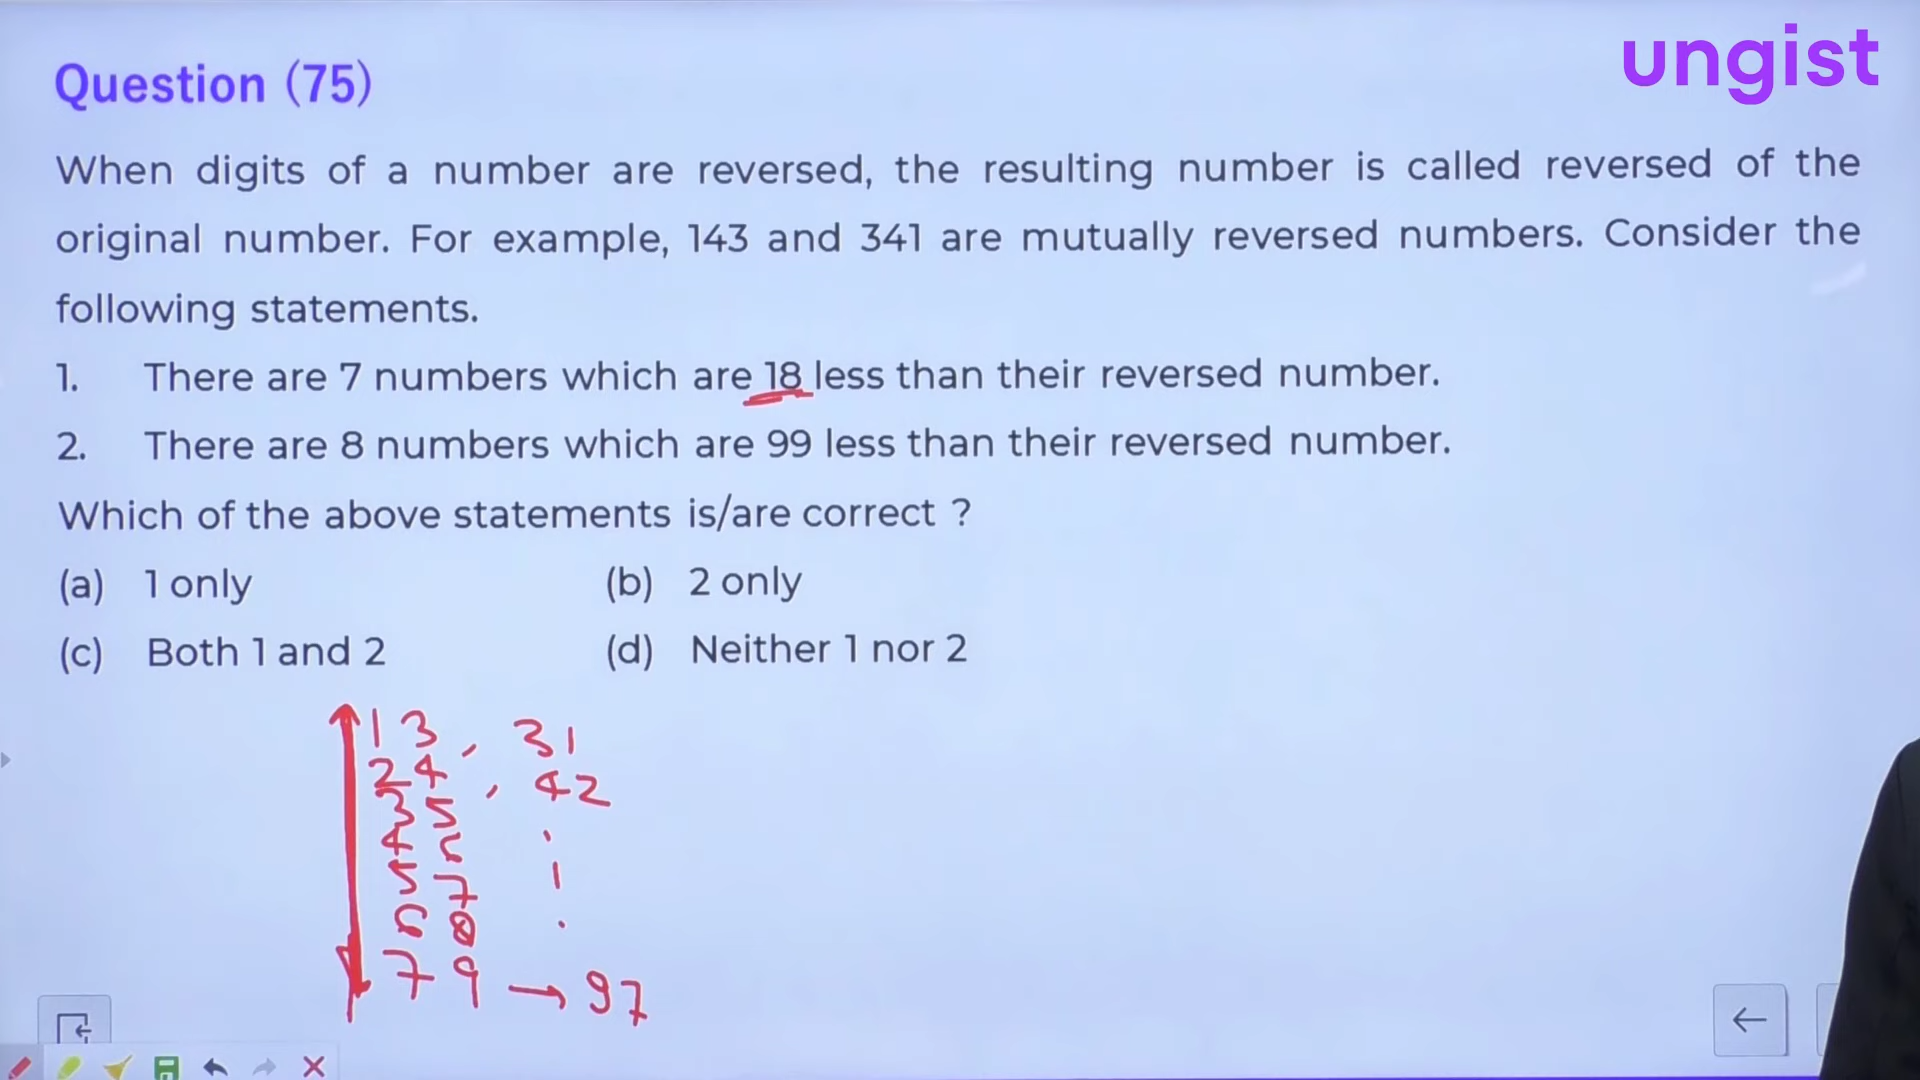 ungist
Question (75)
When digits of a number are reversed, the resulting number is called reversed of the
original number. For example, 143 and 341 are mutually reversed numbers. Consider the
following statements.
1. There are 7 numbers which are 18 less than their reversed number.
2. There are 8 numbers which are 99 less than their reversed number.
Which of the above statements is/are correct ?
(a) 1 only (b) 2 only
(c) Both 1 and 2 (d) Neither 1 nor 2
13, 31
24, 42
35 .
46 |
57 .
68
79 → 97